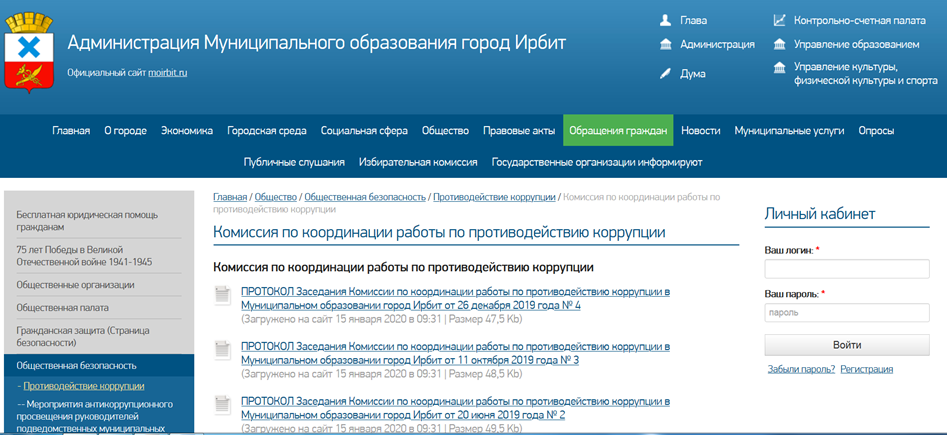 Администрация Муниципального образования город Ирбит
Официальный сайт moirbit.ru
Глава
Администрация
Дума
Контрольно-счетная палата
Управление образованием
Управление культуры,
физической культуры и спорта
Главная О городе Экономика Городская среда Социальная сфера Общество Правовые акты Обращения граждан Новости Муниципальные услуги Опросы
Публичные слушания Избирательная комиссия Государственные организации информируют
Бесплатная юридическая помощь
гражданам
75 лет Победы в Великой
Отечественной войне 1941-1945
Общественные организации
Общественная палата
Гражданская защита (Страница
безопасности)
Общественная безопасность
- Противодействие коррупции
-- Мероприятия антикоррупционного
просвещения руководителей
подведомственных муниципальных
Главная / Общество / Общественная безопасность / Противодействие коррупции / Комиссия по координации работы по
противодействию коррупции
Комиссия по координации работы по противодействию коррупции
Комиссия по координации работы по противодействию коррупции
ПРОТОКОЛ Заседания Комиссии по координации работы по противодействию коррупции в
Муниципальном образовании город Ирбит от 26 декабря 2019 года № 4
(Загружено на сайт 15 января 2020 в 09:31 | Размер 47,5 Kb)
ПРОТОКОЛ Заседания Комиссии по координации работы по противодействию коррупции в
Муниципальном образовании город Ирбит от 11 октября 2019 года № 3
(Загружено на сайт 15 января 2020 в 09:31 | Размер 48,5 Kb)
ПРОТОКОЛ Заседания Комиссии по координации работы по противодействию коррупции в
Муниципальном образовании город Ирбит от 20 июня 2019 года № 2
(Загружено на сайт 15 января 2020 в 09:31 | Размер 49,5 Kb)
Личный кабинет
Ваш логин: *
Ваш пароль: *
пароль
Войти
Забыли пароль? Регистрация